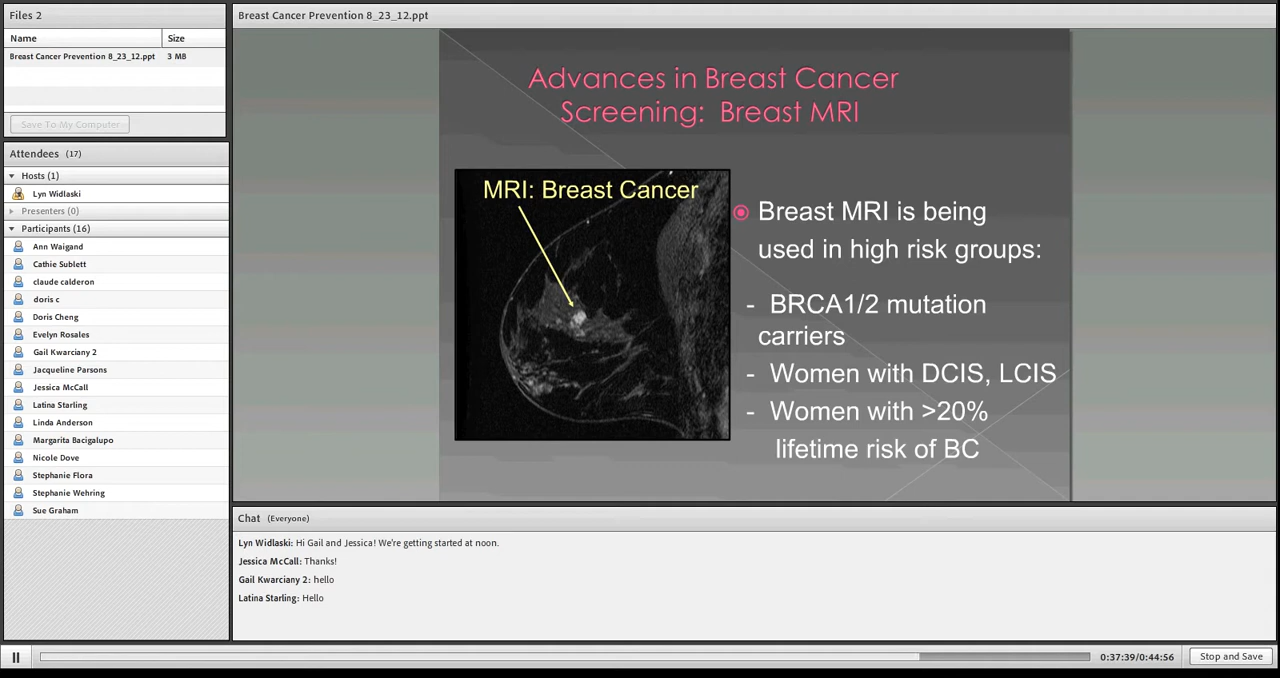 Files 2
Name Size
Breast Cancer Prevention 8_23_12.ppt 3 MB
Save To My Computer
Attendees (17)
Hosts (1)
Lyn Widlaski
Presenters (0)
Participants (16)
Ann Waigand
Cathie Sublett
claude calderon
doris c
Doris Cheng
Evelyn Rosales
Gail Kwarciany 2
Jacqueline Parsons
Jessica McCall
Latina Starling
Linda Anderson
Margarita Bacigalupo
Nicole Dove
Stephanie Flora
Stephanie Wehring
Sue Graham
Breast Cancer Prevention 8_23_12.ppt
Advances in Breast Cancer
Screening: Breast MRI
MRI: Breast Cancer
Breast MRI is being
used in high risk groups:
- BRCA1/2 mutation
carriers
- Women with DCIS, LCIS
- Women with >20%
lifetime risk of BC
Chat (Everyone)
Lyn Widlaski: Hi Gail and Jessica! We're getting started at noon.
Jessica McCall: Thanks!
Gail Kwarciany 2: hello
Latina Starling: Hello
0:37:39/0:44:56 Stop and Save